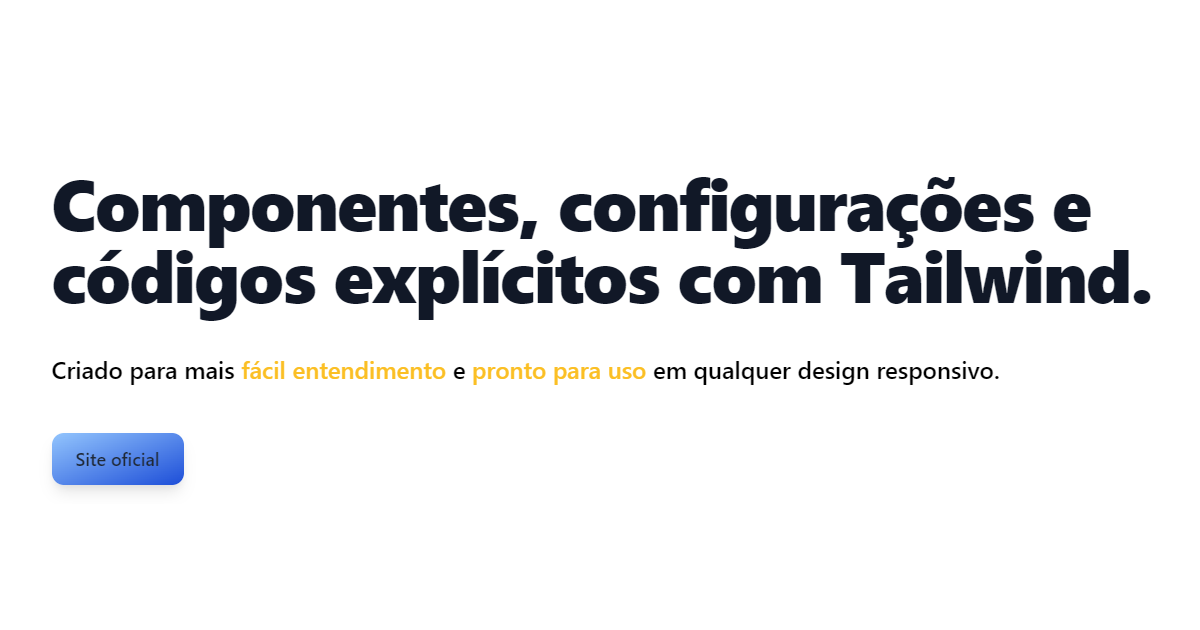 Componentes, configurações e
códigos explícitos com Tailwind.
Criado para mais fácil entendimento e pronto para uso em qualquer design responsivo.
Site oficial